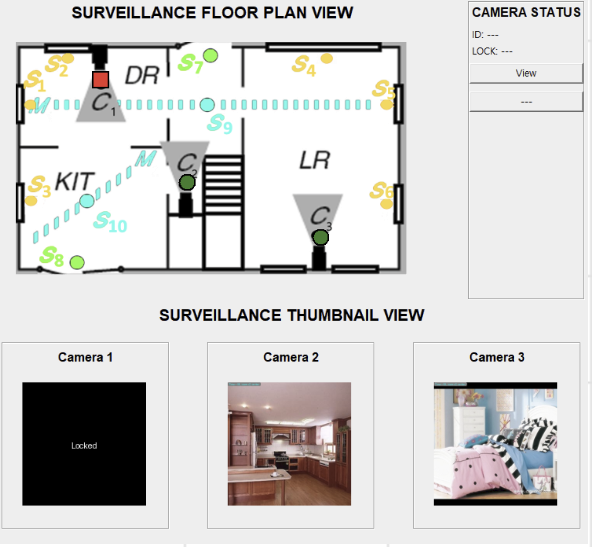 SURVEILLANCE FLOOR PLAN VIEW
CAMERA STATUS
ID: ---
LOCK: ---
View
---
S1
S2
DR
S7
S4
S5
M
C1
S9
M
C2
LR
KIT
S3
S6
S10
C3
S8
SURVEILLANCE THUMBNAIL VIEW
Camera 1
Camera 2
Camera 3
Locked